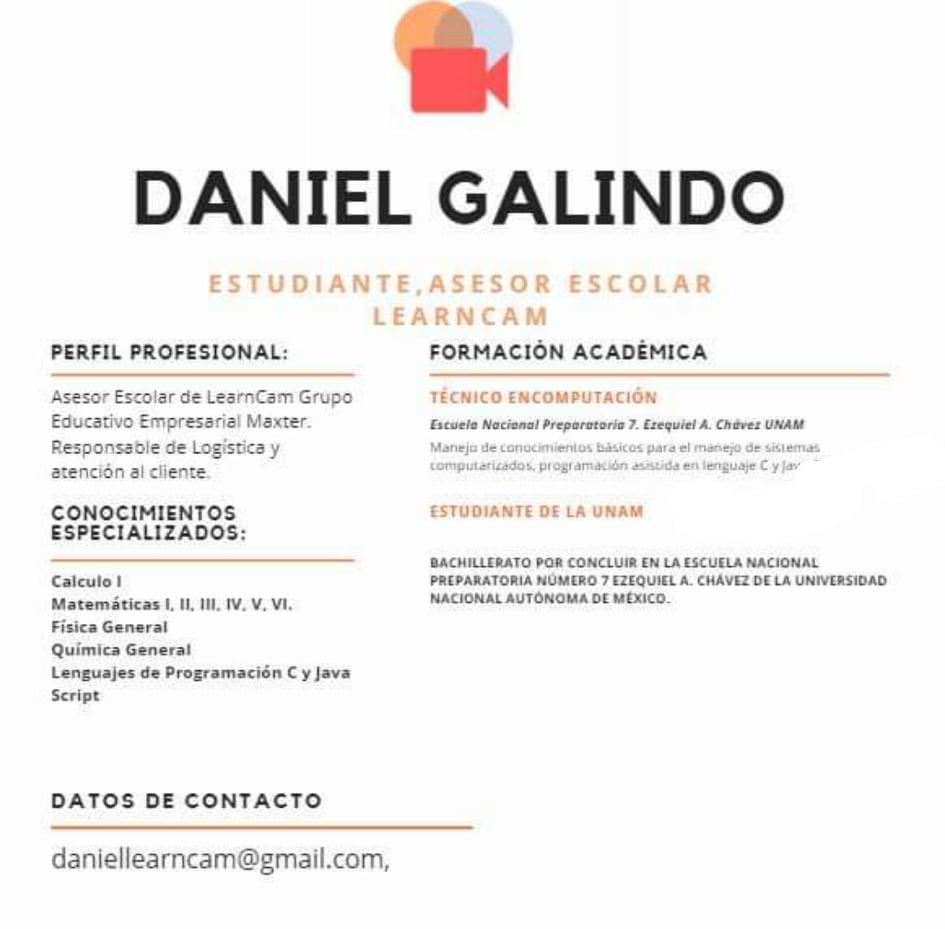 DANIEL GALINDO
ESTUDIANTE,ASESOR ESCOLAR
LEARNCAM
PERFIL PROFESIONAL:
Asesor Escolar de LearnCam Grupo
Educativo Empresarial Maxter.
Responsable de Logística y
atención al cliente.
CONOCIMIENTOS
ESPECIALIZADOS:
Calculo I
Matemáticas I, II, III, IV, V, VI.
Física General
Química General
Lenguajes de Programación C y Java
Script
FORMACIÓN ACADÉMICA
TÉCNICO ENCOMPUTACIÓN
Escuela Nacional Preparatoria 7. Ezequiel A. Chávez UNAM
Manejo de conocimientos básicos para el manejo de sistemas
computarizados, programación asistida en lenguaje C y
ESTUDIANTE DE LA UNAM
BACHILLERATO POR CONCLUIR EN LA ESCUELA NACIONAL
PREPARATORIA NÚMERO 7 EZEQUIEL A. CHÁVEZ DE LA UNIVERSIDAD
NACIONAL AUTÓNOMA DE MÉXICO.
DATOS DE CONTACTO
daniellearncam@gmail.com,